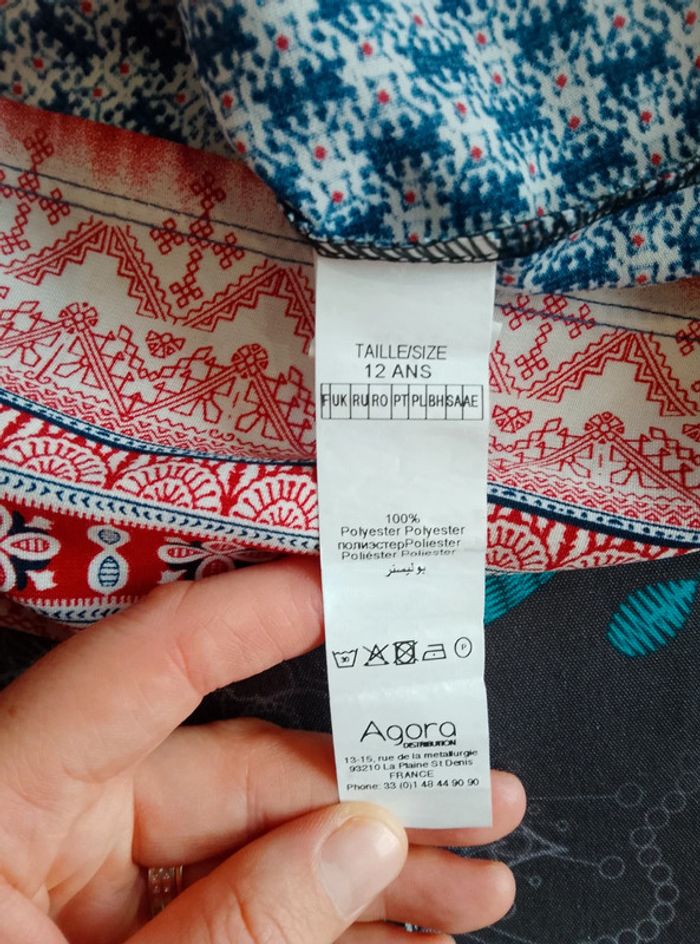 TAILLE/SIZE
12 ANS
F UK RU RO PT PL BH SA AE
100%
Polyester Polyester
полиэстерPoliester
Poliéster Poliester
بوليستر
30
P
Agora
DISTRIBUTION
13-15, rue de la metallurgie
93210 La Plaine St Denis
FRANCE
Phone: 33 (0)1 48 44 90 90